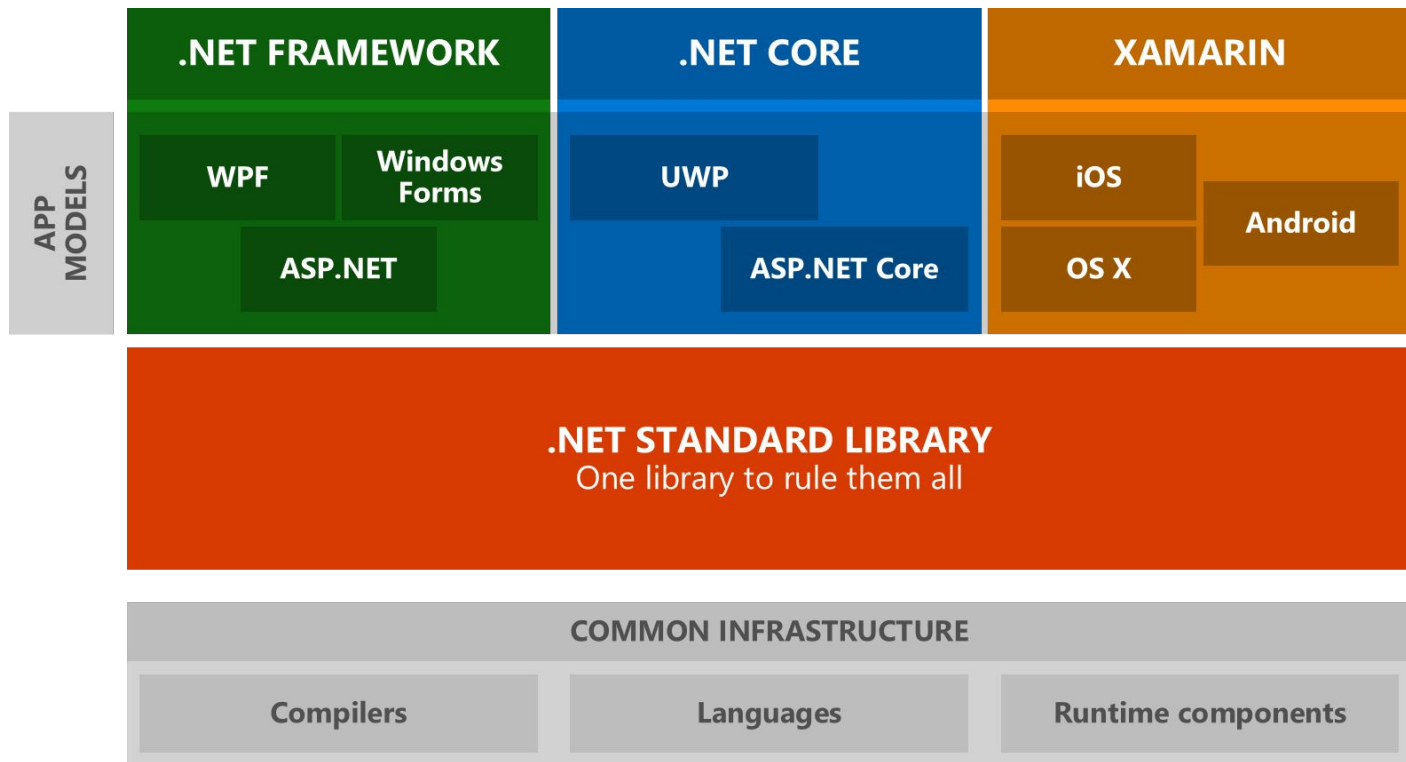 .NET FRAMEWORK
.NET CORE
XAMARIN
APP
MODELS
WPF
Windows
Forms
ASP.NET
UWP
ASP.NET Core
iOS
Android
OS X
.NET STANDARD LIBRARY
One library to rule them all
COMMON INFRASTRUCTURE
Compilers
Languages
Runtime components